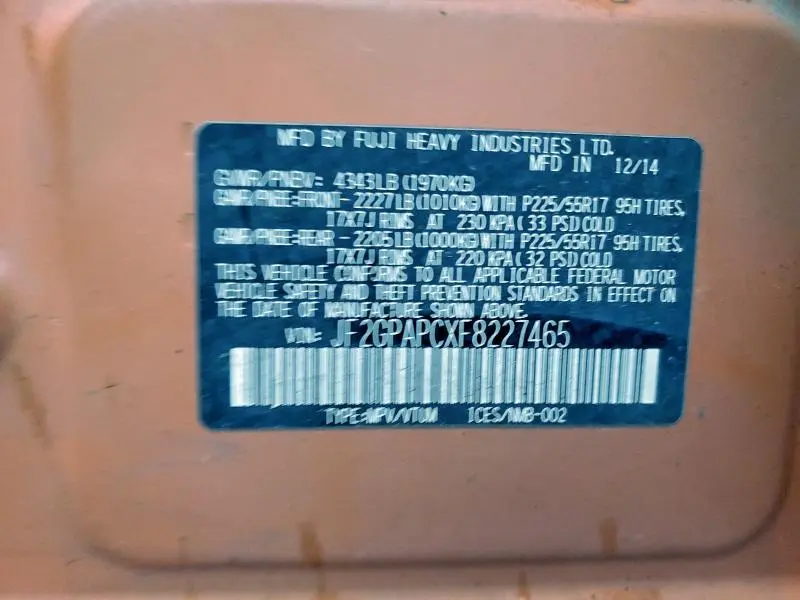 MFD BY FUJI HEAVY INDUSTRIES LTD.
MFD IN 12/14
GVWR/PNBV: 4343LB(1970KG)
GAWR/PNBE:FRONT-2227LB(1010KG)WITH P225/55R17 95H TIRES,
17X7J RIMS AT 230 KPA(33 PSI)COLD
GAWR/PNBE:REAR-2205LB(1000KG)WITH P225/55R17 95H TIRES,
17X7J RIMS AT 220 KPA(32 PSI)COLD
THIS VEHICLE CONFORMS TO ALL APPLICABLE FEDERAL MOTOR
VEHICLE SAFETY AND THEFT PREVENTION STANDARDS IN EFFECT ON
THE DATE OF MANUFACTURE SHOWN ABOVE.
VIN: JF2GPAPCXF8227465
TYPE:MPV/VTUM ICES/NMB-002